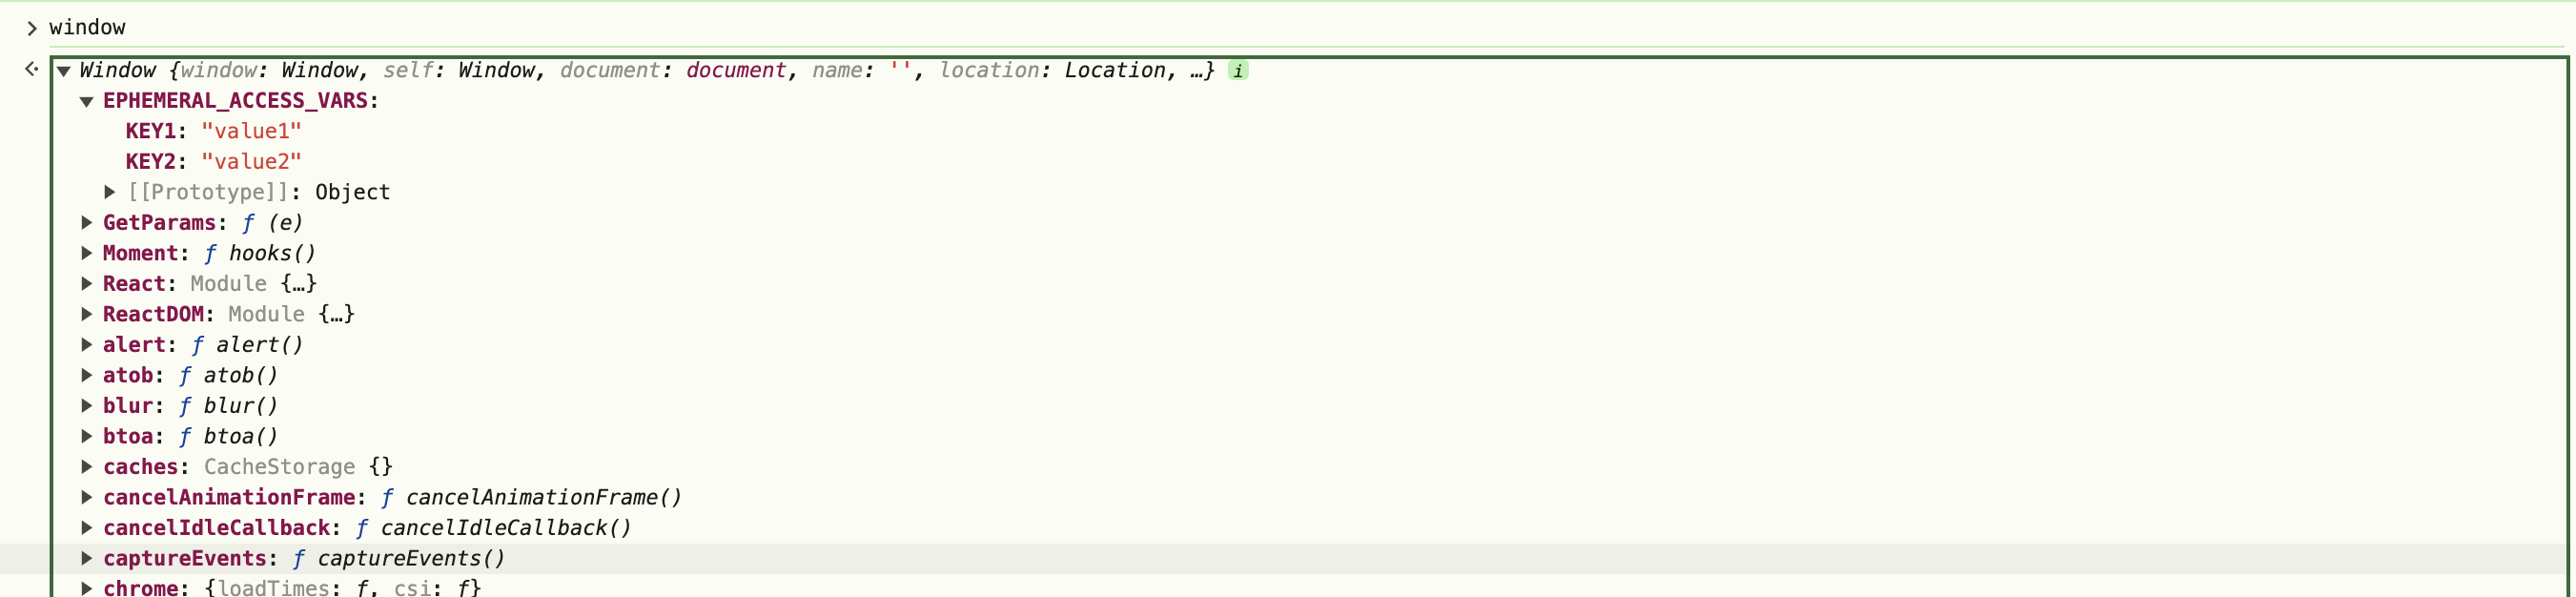 > window
<· ▼ Window {window: Window, self: Window, document: document, name: '', location: Location, …} i
▼ EPHEMERAL_ACCESS_VARS:
KEY1: "value1"
KEY2: "value2"
▶ [[Prototype]]: Object
▶ GetParams: ƒ (e)
▶ Moment: ƒ hooks()
▶ React: Module {…}
▶ ReactDOM: Module {…}
▶ alert: ƒ alert()
▶ atob: ƒ atob()
▶ blur: ƒ blur()
▶ btoa: ƒ btoa()
▶ caches: CacheStorage {}
▶ cancelAnimationFrame: ƒ cancelAnimationFrame()
▶ cancelIdleCallback: ƒ cancelIdleCallback()
▶ captureEvents: ƒ captureEvents()
▶ chrome: {loadTimes: ƒ, csi: ƒ}